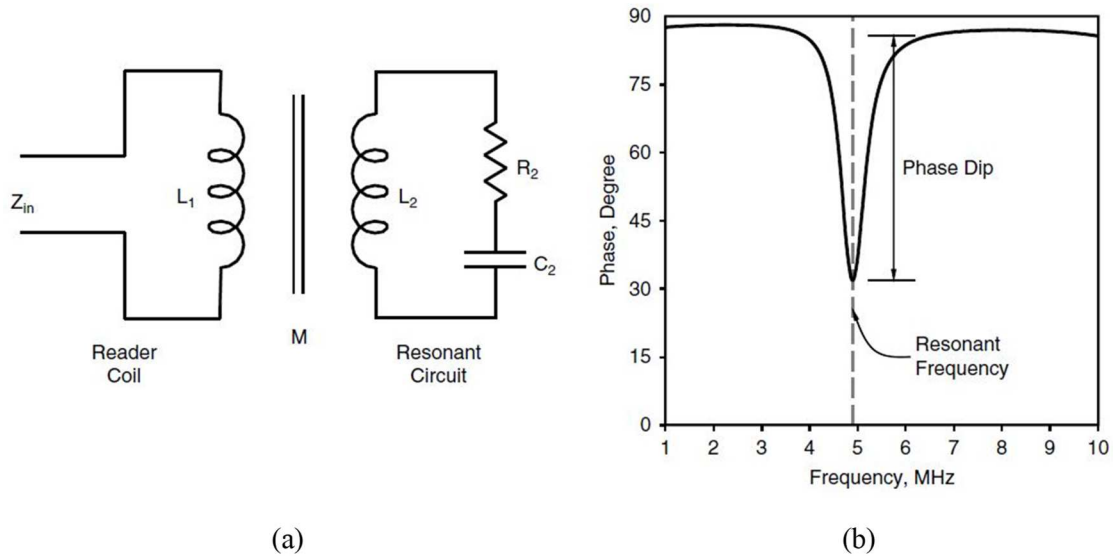 Z_in
L_1
L_2
R_2
C_2
M
Reader
Coil
Resonant
Circuit
(a)
90
75
60
45
30
15
0
Phase, Degree
Phase Dip
Resonant
Frequency
1 2 3 4 5 6 7 8 9 10
Frequency, MHz
(b)